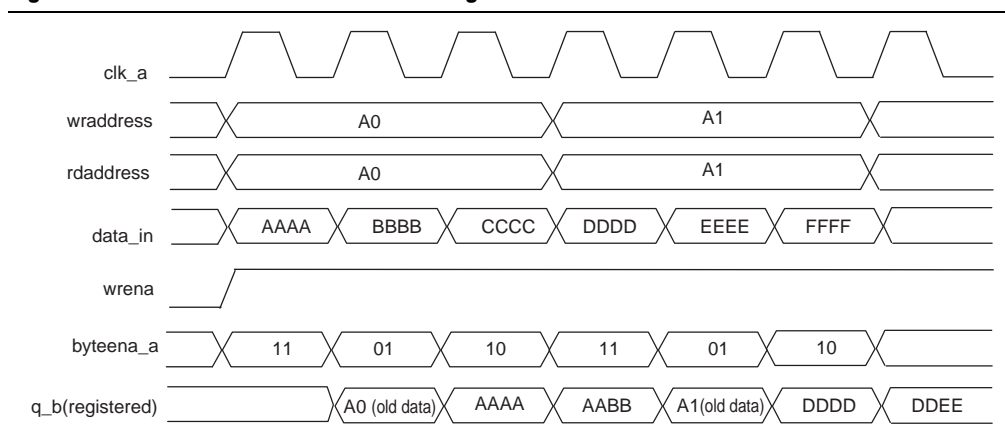 clk_a
wraddress A0 A1
rdaddress A0 A1
data_in AAAA BBBB CCCC DDDD EEEE FFFF
wrena
byteena_a 11 01 10 11 01 10
q_b(registered) A0 (old data) AAAA AABB A1(old data) DDDD DDEE